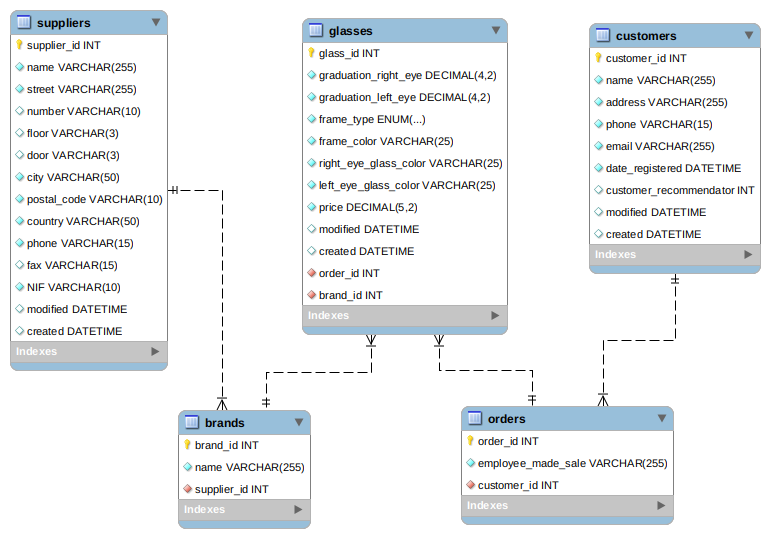 suppliers
supplier_id INT
name VARCHAR(255)
street VARCHAR(255)
number VARCHAR(10)
floor VARCHAR(3)
door VARCHAR(3)
city VARCHAR(50)
postal_code VARCHAR(10)
country VARCHAR(50)
phone VARCHAR(15)
fax VARCHAR(15)
NIF VARCHAR(10)
modified DATETIME
created DATETIME
Indexes
glasses
glass_id INT
graduation_right_eye DECIMAL(4,2)
graduation_left_eye DECIMAL(4,2)
frame_type ENUM(...)
frame_color VARCHAR(25)
right_eye_glass_color VARCHAR(25)
left_eye_glass_color VARCHAR(25)
price DECIMAL(5,2)
modified DATETIME
created DATETIME
order_id INT
brand_id INT
Indexes
customers
customer_id INT
name VARCHAR(255)
address VARCHAR(255)
phone VARCHAR(15)
email VARCHAR(255)
date_registered DATETIME
customer_recommendator INT
modified DATETIME
created DATETIME
Indexes
brands
brand_id INT
name VARCHAR(255)
supplier_id INT
Indexes
orders
order_id INT
employee_made_sale VARCHAR(255)
customer_id INT
Indexes